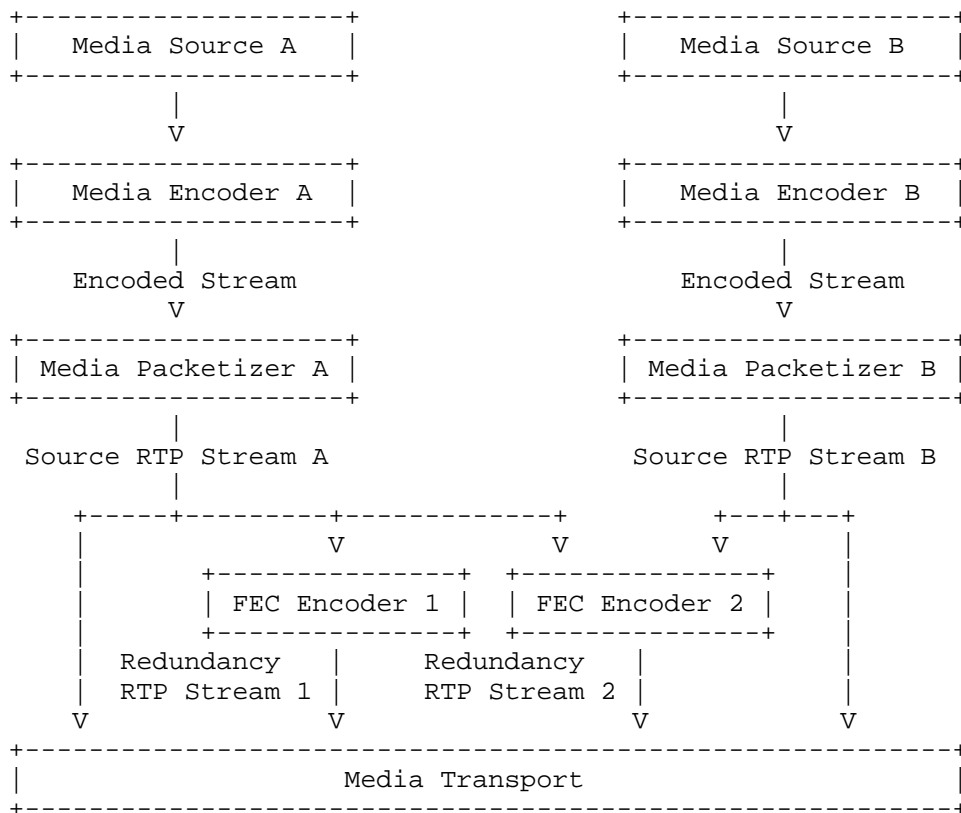 Media Source A Media Source B
V V
Media Encoder A Media Encoder B
Encoded Stream Encoded Stream
V V
Media Packetizer A Media Packetizer B
Source RTP Stream A Source RTP Stream B
V V V
FEC Encoder 1 FEC Encoder 2
Redundancy Redundancy
RTP Stream 1 RTP Stream 2
V V V V
Media Transport